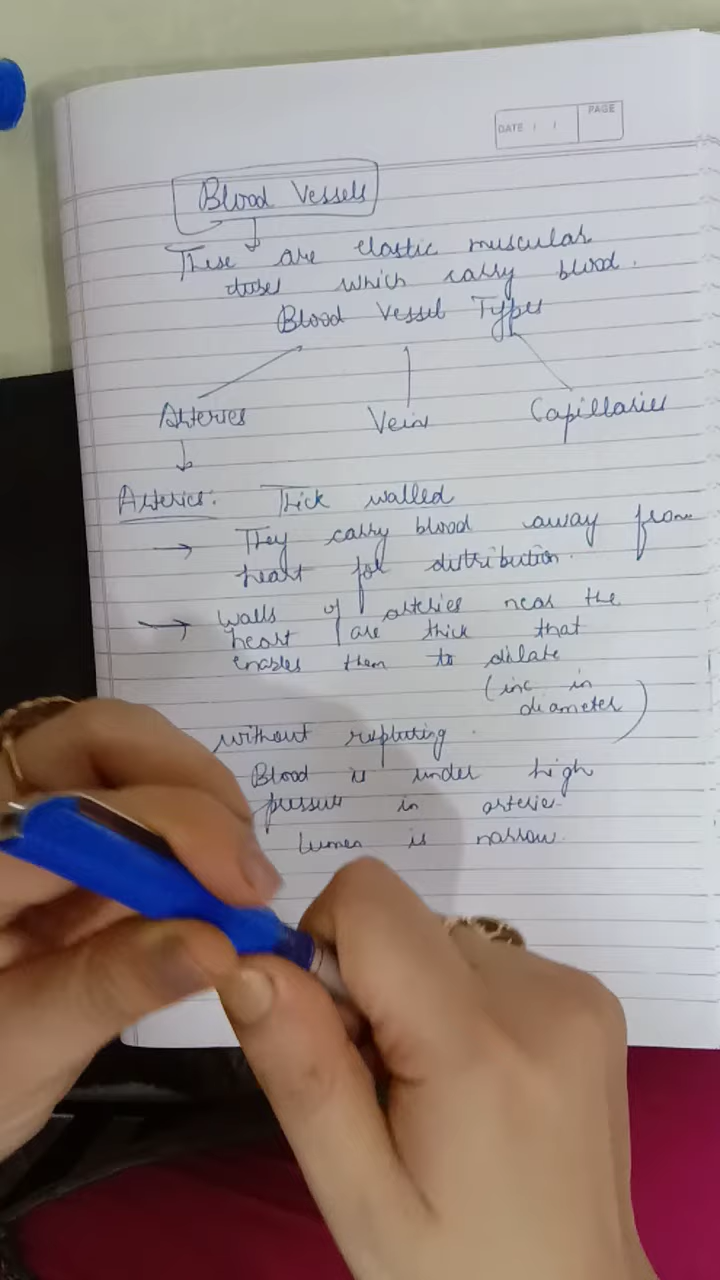 DATE / / PAGE
Blood Vessels
These are elastic muscular
which carry blood.
Blood Vessel Types
Arteries Vein Capillaries
Arteries: Thick walled
→ They carry blood away from
heart for distribution.
→ walls of arteries near the
heart are thick that
enables them to dilate
(inc in
diameter)
without rupturing.
Blood is under high
pressure in arterie.
Lumen is narrow.